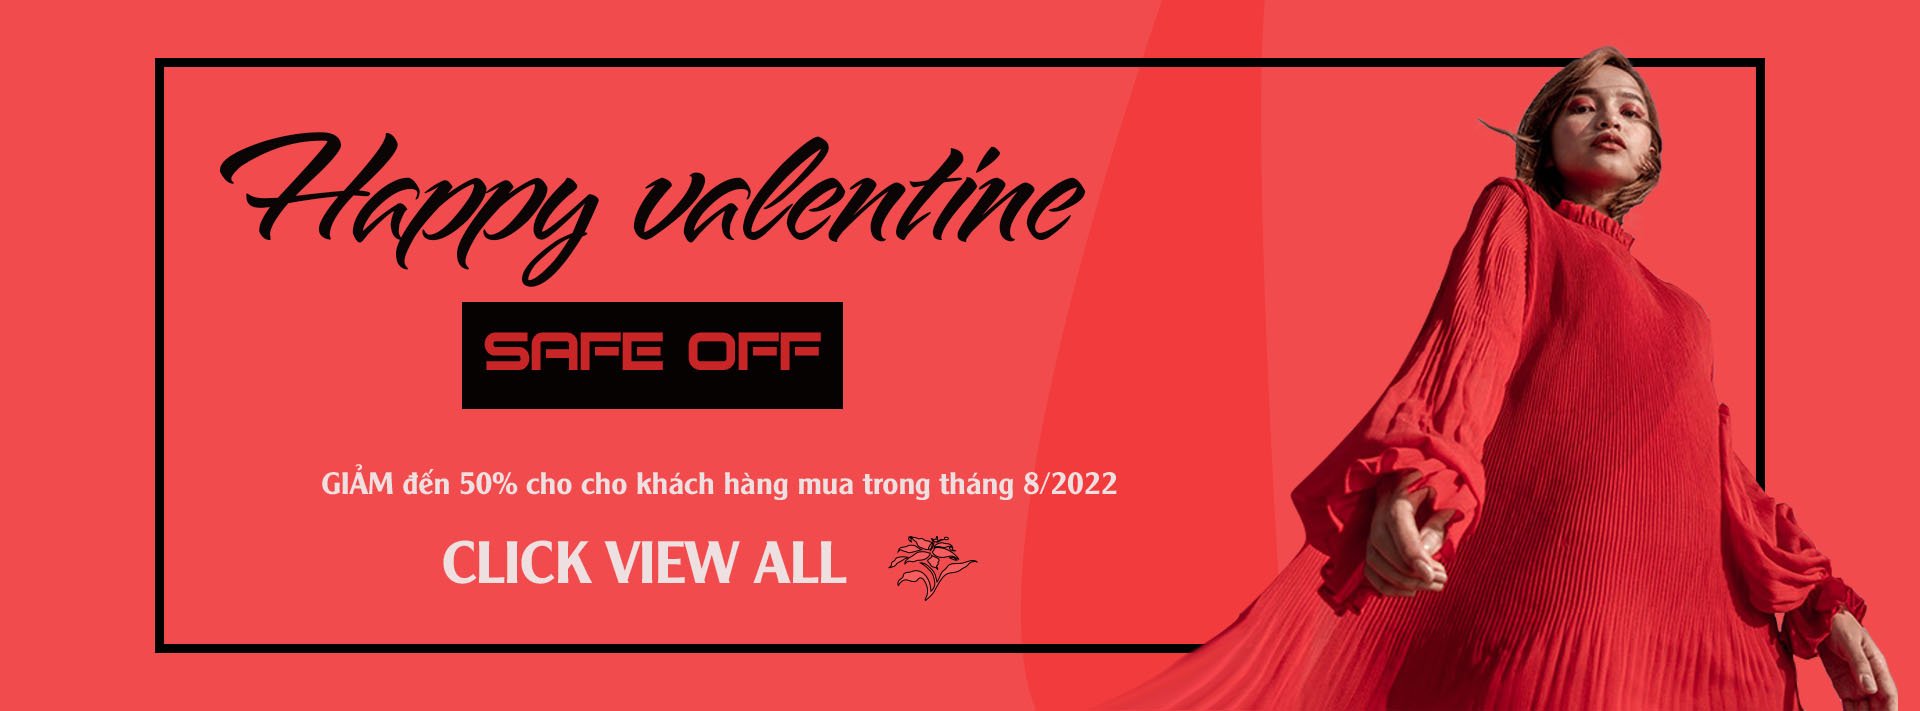 Happy valentine
SAFE OFF
GIẢM đến 50% cho cho khách hàng mua trong tháng 8/2022
CLICK VIEW ALL